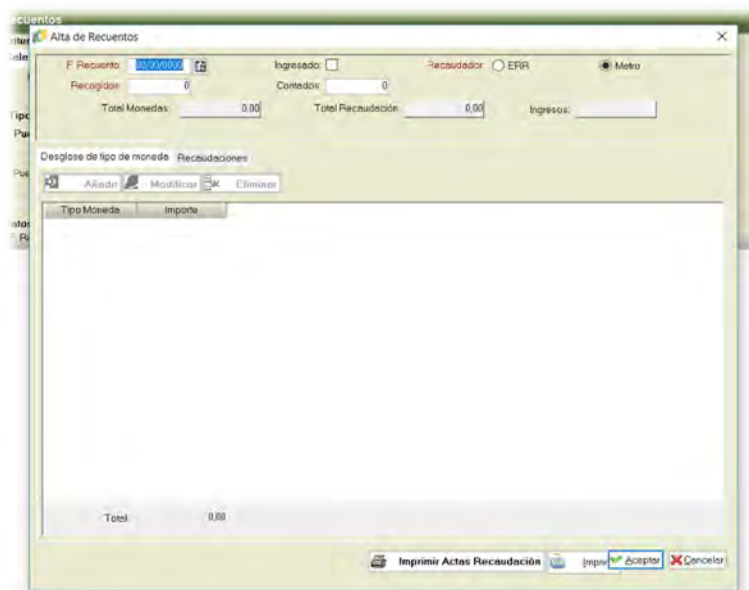 ecuentos
Alta de Recuentos
F. Recuento: 00/00/0000 Ingresado: Recaudador: ERR Metro
Recogidos: 0 Contados: 0
Total Monedas: 0.00 Total Recaudación 0,00 Ingresos:
Desglose de tipo de moneda Recaudaciones
Añadir Modificar Eliminar
Tipo Moneda Importe
Total 0.00
Imprimir Actas Recaudación Impre Aceptar Cancelar